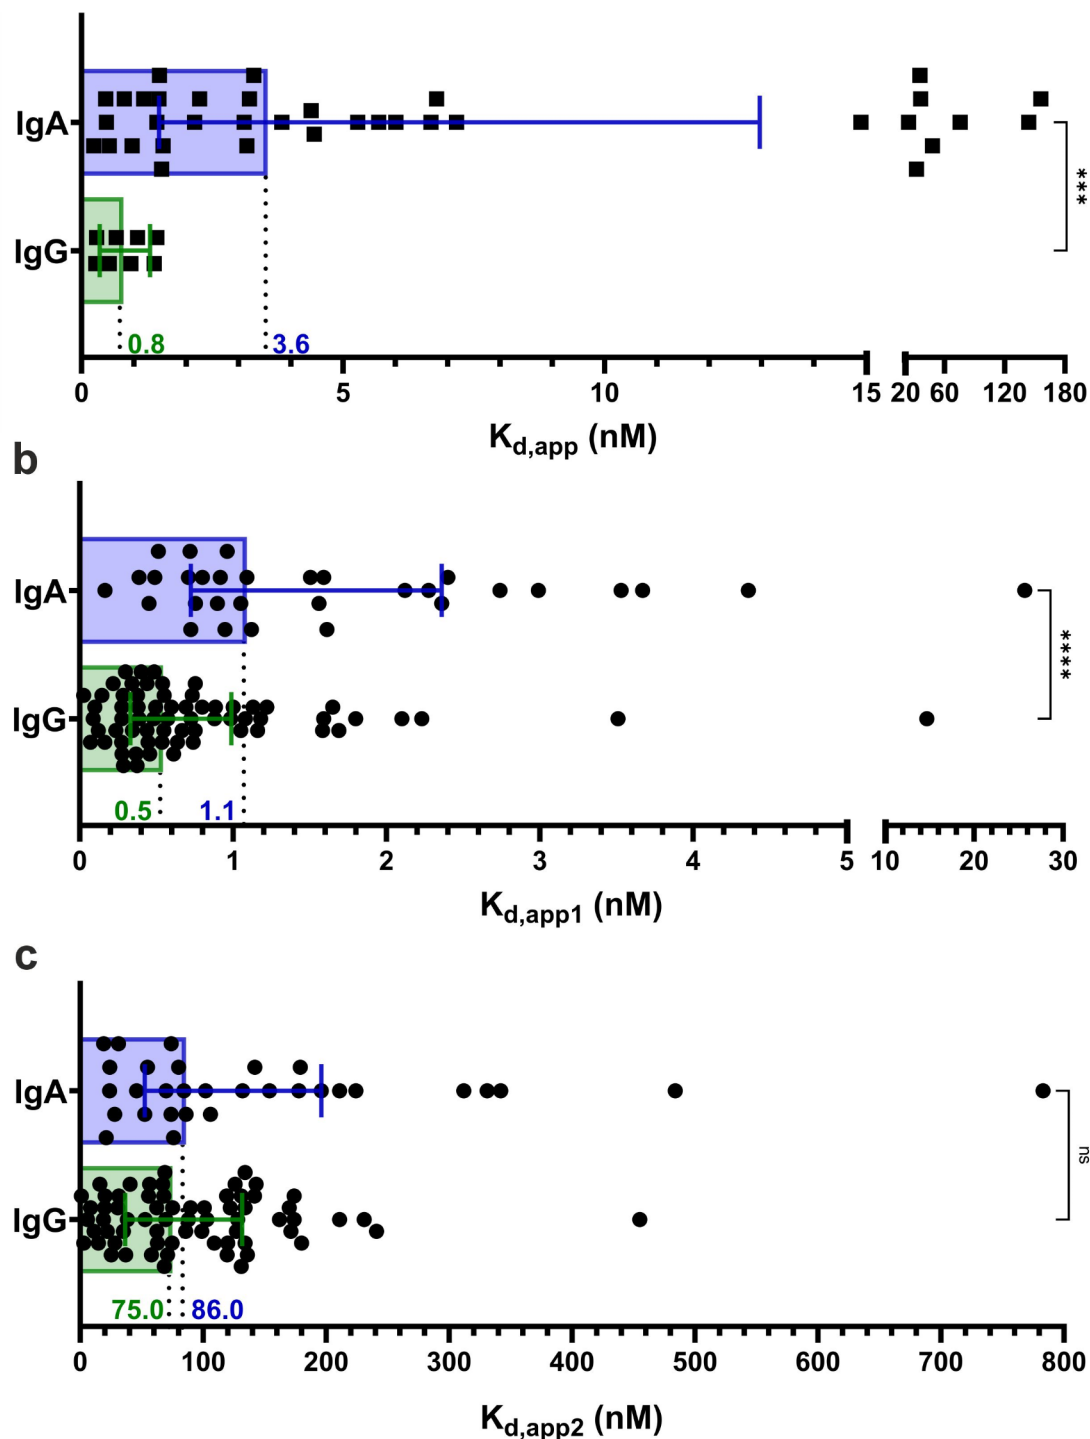 IgA
***
IgG
0.8 3.6
0 5 10 15 20 60 120 180
Kd,app (nM)
b
IgA
****
IgG
0.5 1.1
0 1 2 3 4 5 10 20 30
Kd,app1 (nM)
c
IgA
ns
IgG
75.0 86.0
0 100 200 300 400 500 600 700 800
Kd,app2 (nM)